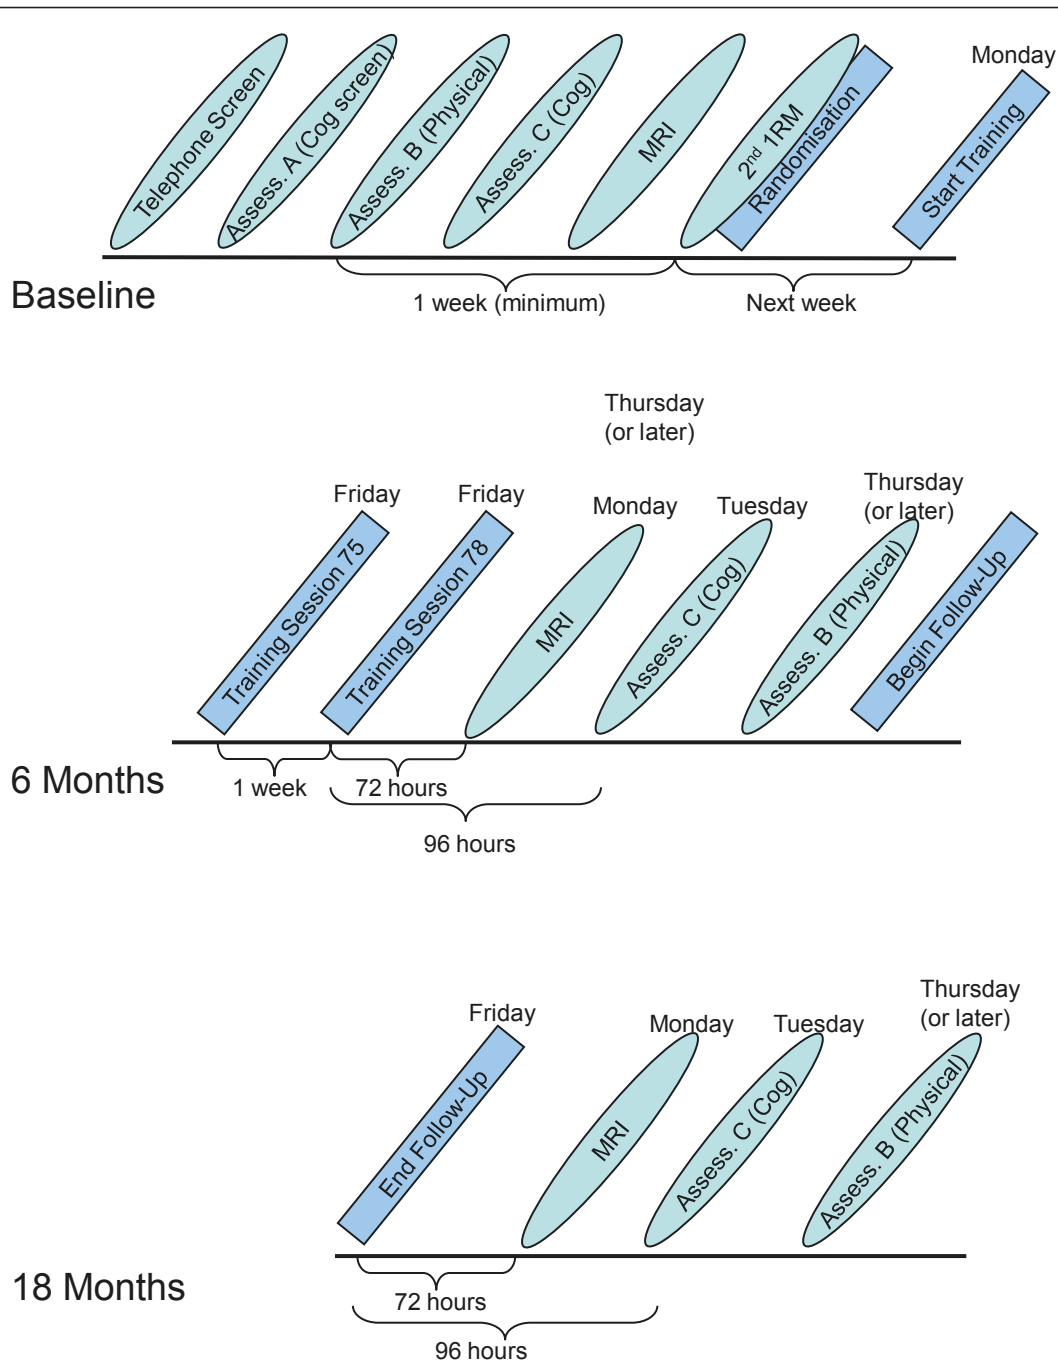 Monday
Telephone Screen
Assess. A (Cog screen)
Assess. B (Physical)
Assess. C (Cog)
MRI
2nd 1RM
Randomisation
Start Training
Baseline
1 week (minimum)
Next week
Thursday
(or later)
Friday
Friday
Monday
Tuesday
Thursday
(or later)
Training Session 75
Training Session 78
MRI
Assess. C (Cog)
Assess. B (Physical)
Begin Follow-Up
6 Months
1 week
72 hours
96 hours
Friday
Monday
Tuesday
Thursday
(or later)
End Follow-Up
MRI
Assess. C (Cog)
Assess. B (Physical)
18 Months
72 hours
96 hours